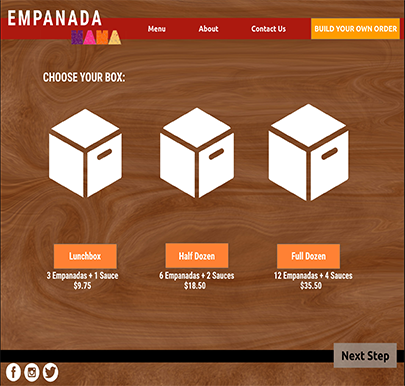 EMPANADA
MAMA
Menu About Contact Us BUILD YOUR OWN ORDER
CHOOSE YOUR BOX:
Lunchbox Half Dozen Full Dozen
3 Empanadas + 1 Sauce 6 Empanadas + 2 Sauces 12 Empanadas + 4 Sauces
$9.75 $18.50 $35.50
Next Step